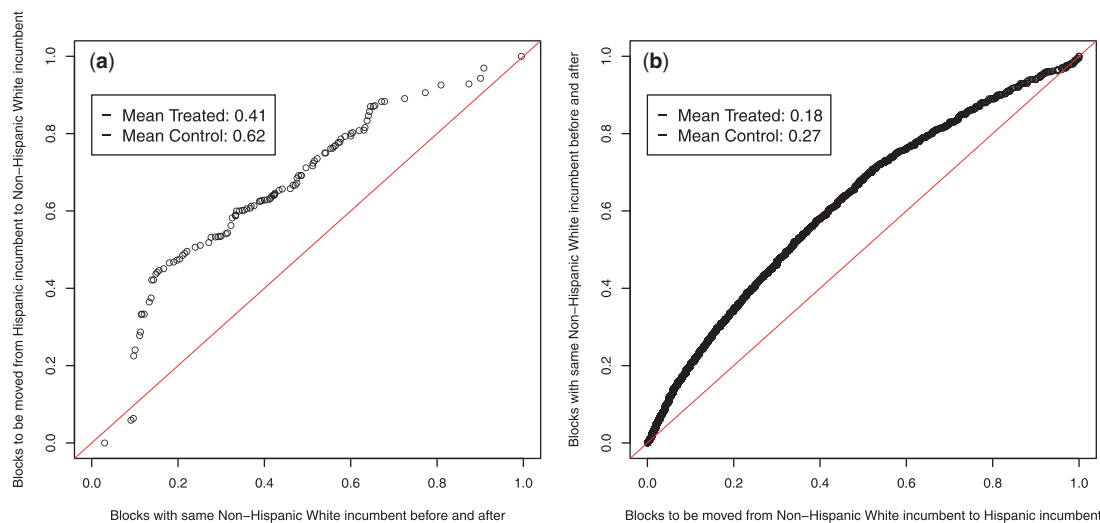 (a)
Mean Treated: 0.41
Mean Control: 0.62
Blocks to be moved from Hispanic incumbent to Non−Hispanic White incumbent
1.0
0.8
0.6
0.4
0.2
0.0
0.0 0.2 0.4 0.6 0.8 1.0
Blocks with same Non−Hispanic White incumbent before and after
(b)
Mean Treated: 0.18
Mean Control: 0.27
Blocks with same Non−Hispanic White incumbent before and after
1.0
0.8
0.6
0.4
0.2
0.0
0.0 0.2 0.4 0.6 0.8 1.0
Blocks to be moved from Non−Hispanic White incumbent to Hispanic incumbent